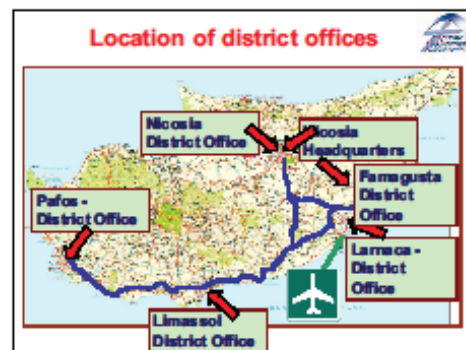 Location of district offices
Nicosia
District Office
Nicosia
Headquarters
Famagusta
District
Office
Pafos -
District Office
Larnaca -
District
Office
Limassol
District Office